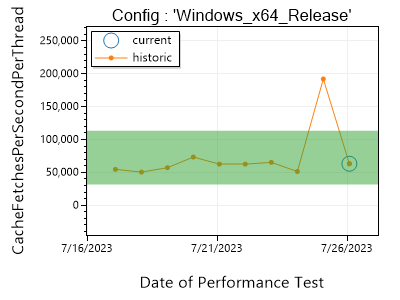 Config : 'Windows_x64_Release'
CacheFetchesPerSecondPerThread
current
historic
250,000
200,000
150,000
100,000
50,000
0
7/16/2023
7/21/2023
7/26/2023
Date of Performance Test